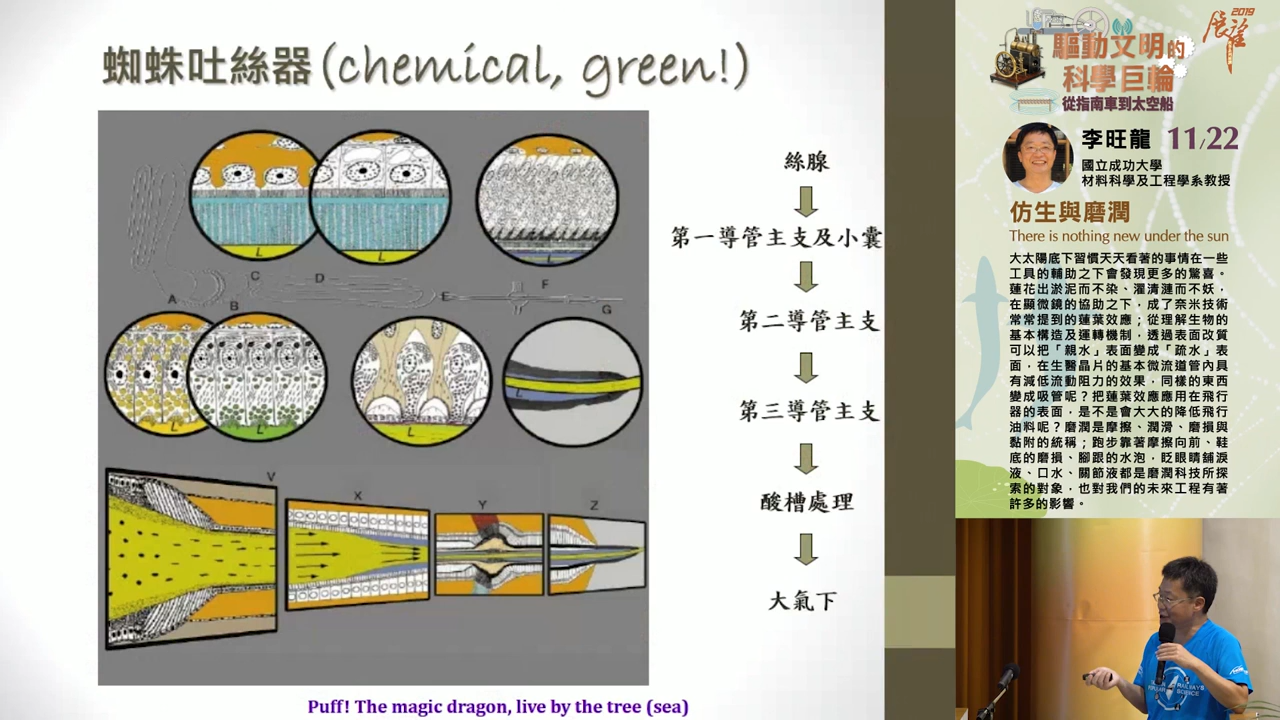 蜘蛛吐絲器(chemical, green!)
C
D
F
A
B
E
G
L
L
L
L
L
L
V
X
Y
Z
絲腺
第一導管主支及小囊
第二導管主支
第三導管主支
酸槽處理
大氣下
Puff! The magic dragon, live by the tree (sea)
2019
展望
驅動文明的
科學巨輪
從指南車到太空船
李旺龍 11/22
國立成功大學
材料科學及工程學系教授
仿生與磨潤
There is nothing new under the sun
大太陽底下習慣天天看著的事情在一些
工具的輔助之下會發現更多的驚喜。
蓮花出淤泥而不染、濯清漣而不妖，
在顯微鏡的協助之下，成了奈米技術
常常提到的蓮葉效應；從理解生物的
基本構造及運轉機制，透過表面改質
可以把「親水」表面變成「疏水」表
面，在生醫晶片的基本微流道管內具
有減低流動阻力的效果，同樣的東西
變成吸管呢？把蓮葉效應應用在飛行
器的表面，是不是會大大的降低飛行
油料呢？磨潤是摩擦、潤滑、磨損與
黏附的統稱；跑步靠著摩擦向前、鞋
底的磨損、腳跟的水泡，眨眼睛舖淚
液、口水、關節液都是磨潤科技所探
索的對象，也對我們的未來工程有著
許多的影響。